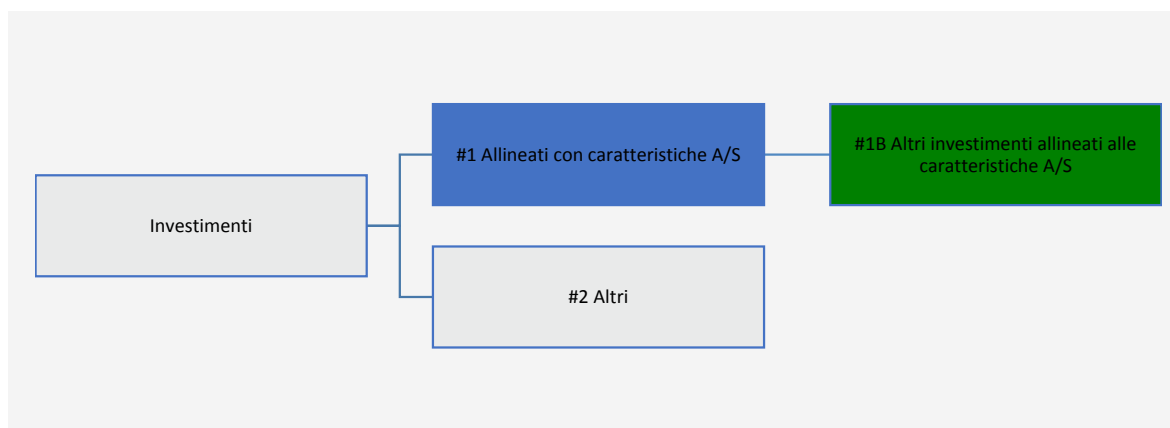 #1 Allineati con caratteristiche A/S
#1B Altri investimenti allineati alle
caratteristiche A/S
Investimenti
#2 Altri